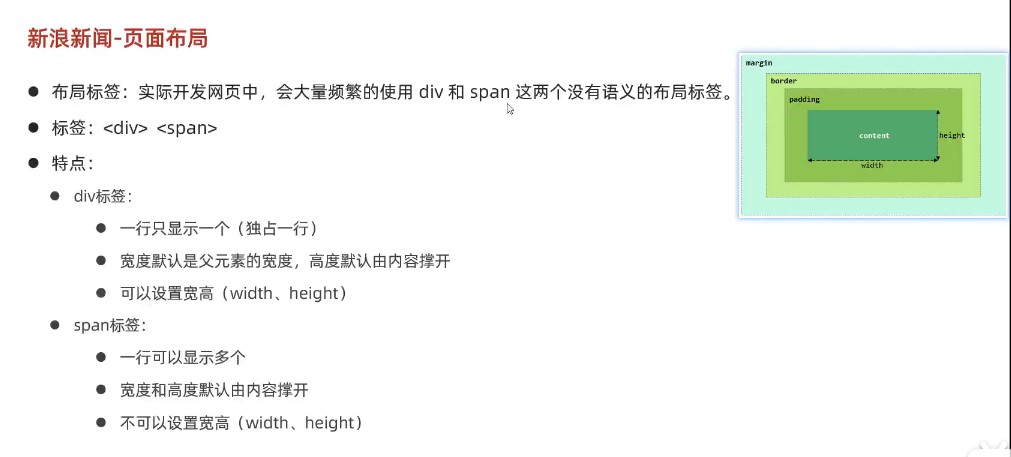 新浪新闻-页面布局
布局标签：实际开发网页中，会大量频繁的使用 div 和 span 这两个没有语义的布局标签。
标签：<div> <span>
特点：
div标签：
一行只显示一个（独占一行）
宽度默认是父元素的宽度，高度默认由内容撑开
可以设置宽高（width、height）
span标签：
一行可以显示多个
宽度和高度默认由内容撑开
不可以设置宽高（width、height）
margin
border
padding
content
height
width